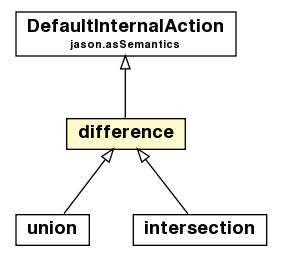 DefaultInternalAction
jason.asSemantics
difference
union
intersection